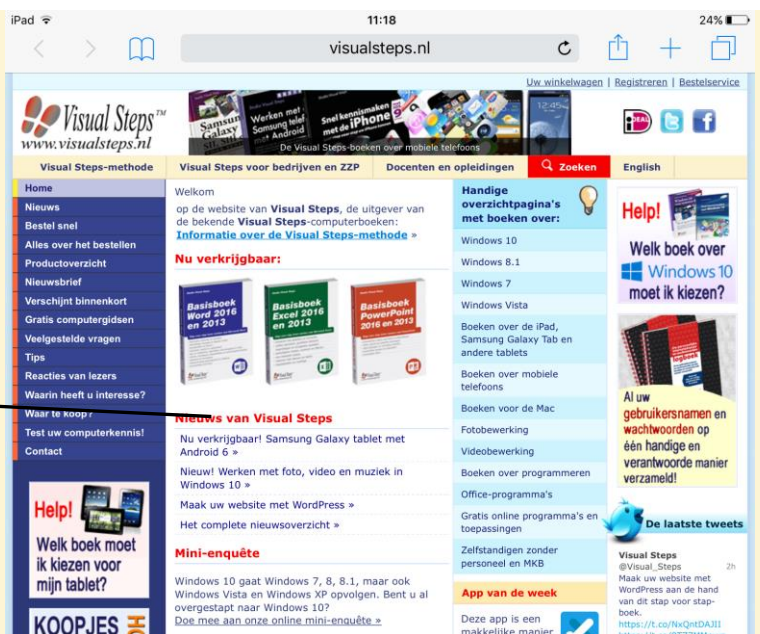 iPad
11:18
24%
visualsteps.nl
Uw winkelwagen | Registreren | Bestelservice
Visual Steps™
www.visualsteps.nl
Samsung Galaxy
Werken met Samsung telef met Android
Snel kennismaken met de iPhone
12:45
De Visual Steps-boeken over mobiele telefoons
iDEAL
Visual Steps-methode
Visual Steps voor bedrijven en ZZP
Docenten en opleidingen
Zoeken
English
Home
Nieuws
Bestel snel
Alles over het bestellen
Productoverzicht
Nieuwsbrief
Verschijnt binnenkort
Gratis computergidsen
Veelgestelde vragen
Tips
Reacties van lezers
Waarin heeft u interesse?
Waar te koop?
Test uw computerkennis!
Contact
Help!
Welk boek moet
ik kiezen voor
mijn tablet?
KOOPJES
Welkom
op de website van Visual Steps, de uitgever van
de bekende Visual Steps-computerboeken:
Informatie over de Visual Steps-methode »
Nu verkrijgbaar:
Basisboek
Word 2016
en 2013
Basisboek
Excel 2016
en 2013
Basisboek
PowerPoint
2016 en 2013
Nieuws van Visual Steps
Nu verkrijgbaar! Samsung Galaxy tablet met
Android 6 »
Nieuw! Werken met foto, video en muziek in
Windows 10 »
Maak uw website met WordPress »
Het complete nieuwsoverzicht »
Mini-enquête
Windows 10 gaat Windows 7, 8, 8.1, maar ook
Windows Vista en Windows XP opvolgen. Bent u al
overgestapt naar Windows 10?
Doe mee aan onze online mini-enquête »
Handige
overzichtpagina's
met boeken over:
Windows 10
Windows 8.1
Windows 7
Windows Vista
Boeken over de iPad,
Samsung Galaxy Tab en
andere tablets
Boeken over mobiele
telefoons
Boeken voor de Mac
Fotobewerking
Videobewerking
Boeken over programmeren
Office-programma's
Gratis online programma's en
toepassingen
Zelfstandigen zonder
personeel en MKB
App van de week
Deze app is een
makkelijke manier
Help!
Welk boek over
Windows 10
moet ik kiezen?
logboek
Al uw
gebruikersnamen en
wachtwoorden op
één handige en
verantwoorde manier
verzameld!
De laatste tweets
Visual Steps
@Visual_Steps 2h
Maak uw website met
WordPress aan de hand
van dit stap voor stap-
boek.
https://t.co/NxQntDAJII